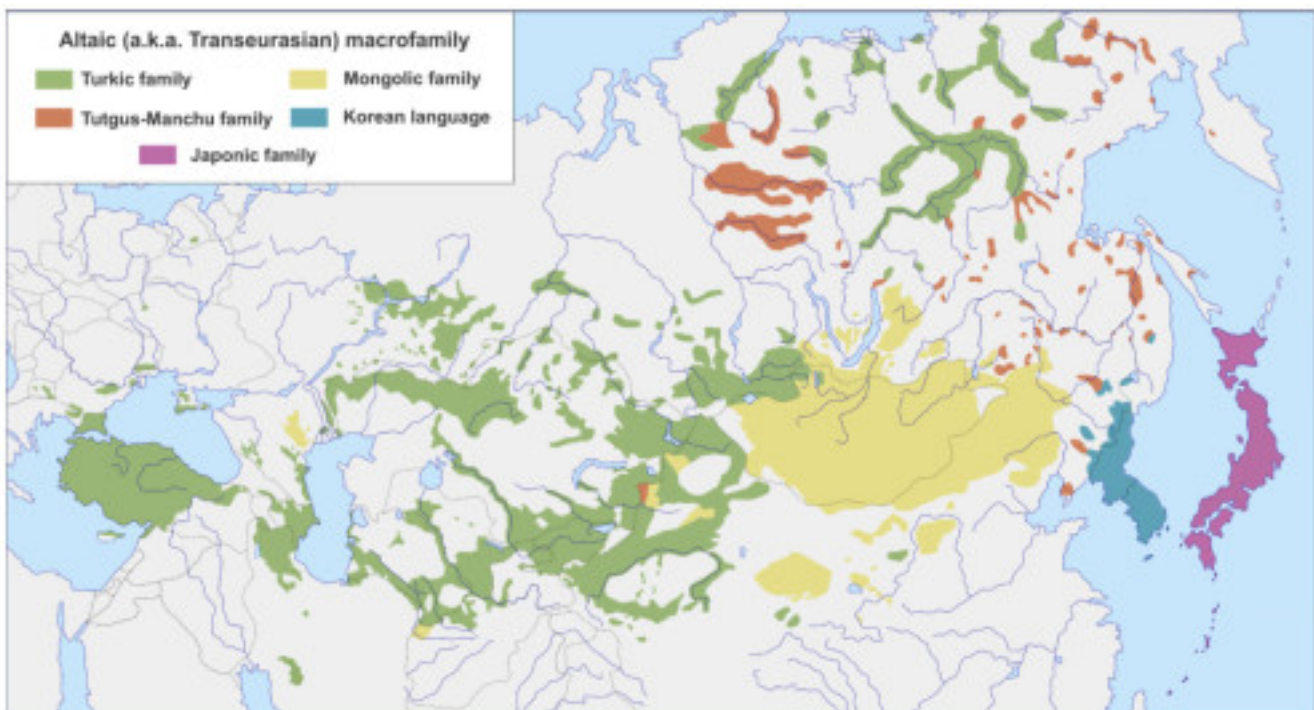 Altaic (a.k.a. Transeurasian) macrofamily
Turkic family
Mongolic family
Tutgus-Manchu family
Korean language
Japonic family